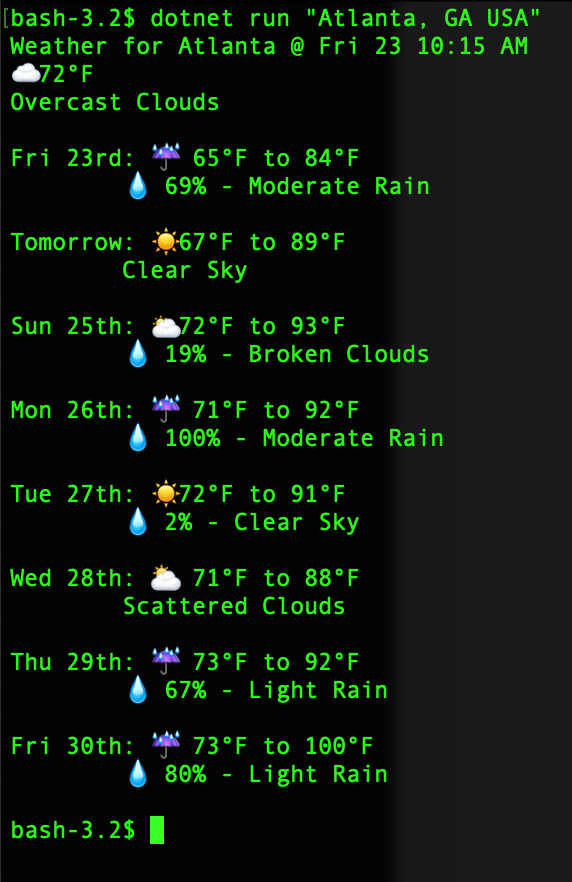 [bash-3.2$ dotnet run "Atlanta, GA USA"
Weather for Atlanta @ Fri 23 10:15 AM
☁️72°F
Overcast Clouds
Fri 23rd: ☔ 65°F to 84°F
💧 69% - Moderate Rain
Tomorrow: ☀️67°F to 89°F
Clear Sky
Sun 25th: 🌥️72°F to 93°F
💧 19% - Broken Clouds
Mon 26th: ☔ 71°F to 92°F
💧 100% - Moderate Rain
Tue 27th: ☀️72°F to 91°F
💧 2% - Clear Sky
Wed 28th: 🌥️ 71°F to 88°F
Scattered Clouds
Thu 29th: ☔ 73°F to 92°F
💧 67% - Light Rain
Fri 30th: ☔ 73°F to 100°F
💧 80% - Light Rain
bash-3.2$